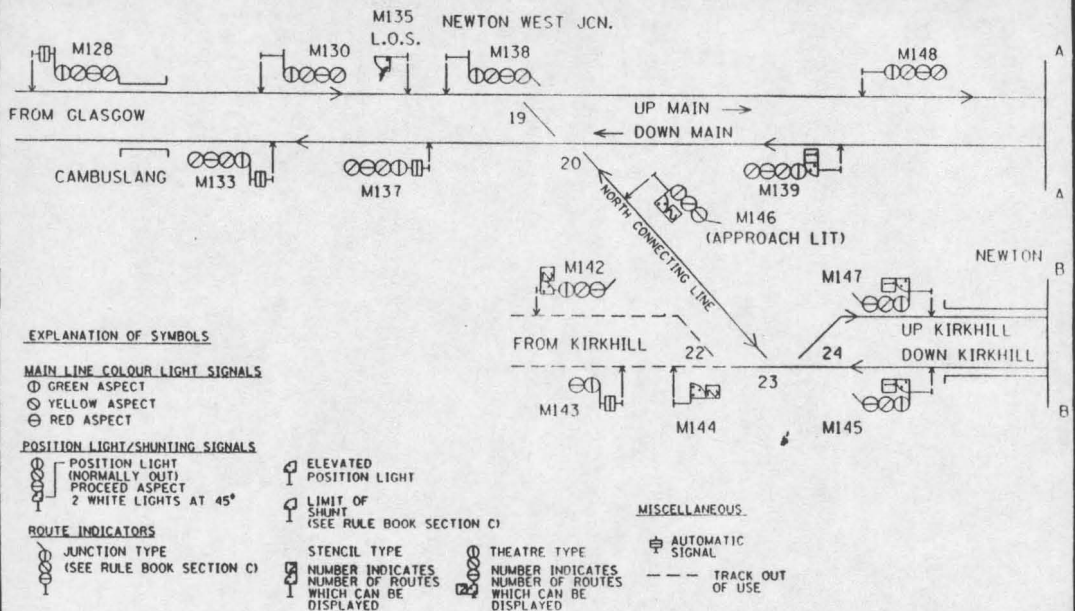 NEWTON WEST JCN.
M128
M130
M135
L.O.S.
M138
M148
A
FROM GLASGOW
19
UP MAIN →
← DOWN MAIN
CAMBUSLANG
M133
M137
20
M139
A
NORTH CONNECTING LINE
M146
(APPROACH LIT)
NEWTON
B
M142
M147
FROM KIRKHILL
UP KIRKHILL
22
24
DOWN KIRKHILL
23
M143
M144
M145
B
EXPLANATION OF SYMBOLS
MAIN LINE COLOUR LIGHT SIGNALS
GREEN ASPECT
YELLOW ASPECT
RED ASPECT
POSITION LIGHT/SHUNTING SIGNALS
POSITION LIGHT
(NORMALLY OUT)
PROCEED ASPECT
2 WHITE LIGHTS AT 45°
ELEVATED
POSITION LIGHT
LIMIT OF
SHUNT
(SEE RULE BOOK SECTION C)
ROUTE INDICATORS
JUNCTION TYPE
(SEE RULE BOOK SECTION C)
STENCIL TYPE
NUMBER INDICATES
NUMBER OF ROUTES
WHICH CAN BE
DISPLAYED
THEATRE TYPE
NUMBER INDICATES
NUMBER OF ROUTES
WHICH CAN BE
DISPLAYED
MISCELLANEOUS
AUTOMATIC
SIGNAL
TRACK OUT
OF USE